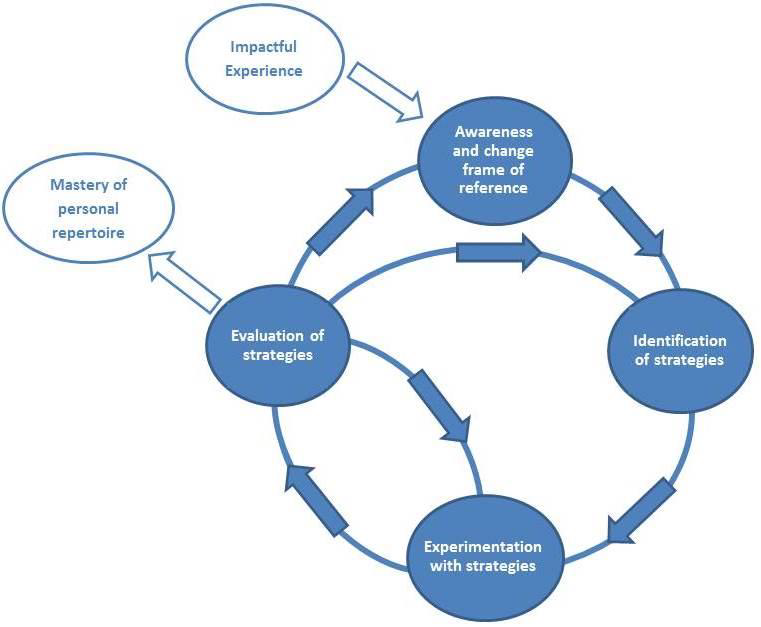 Impactful
Experience
Awareness
and change
frame of
reference
Mastery of
personal
repertoire
Evaluation of
strategies
Identification
of strategies
Experimentation
with strategies